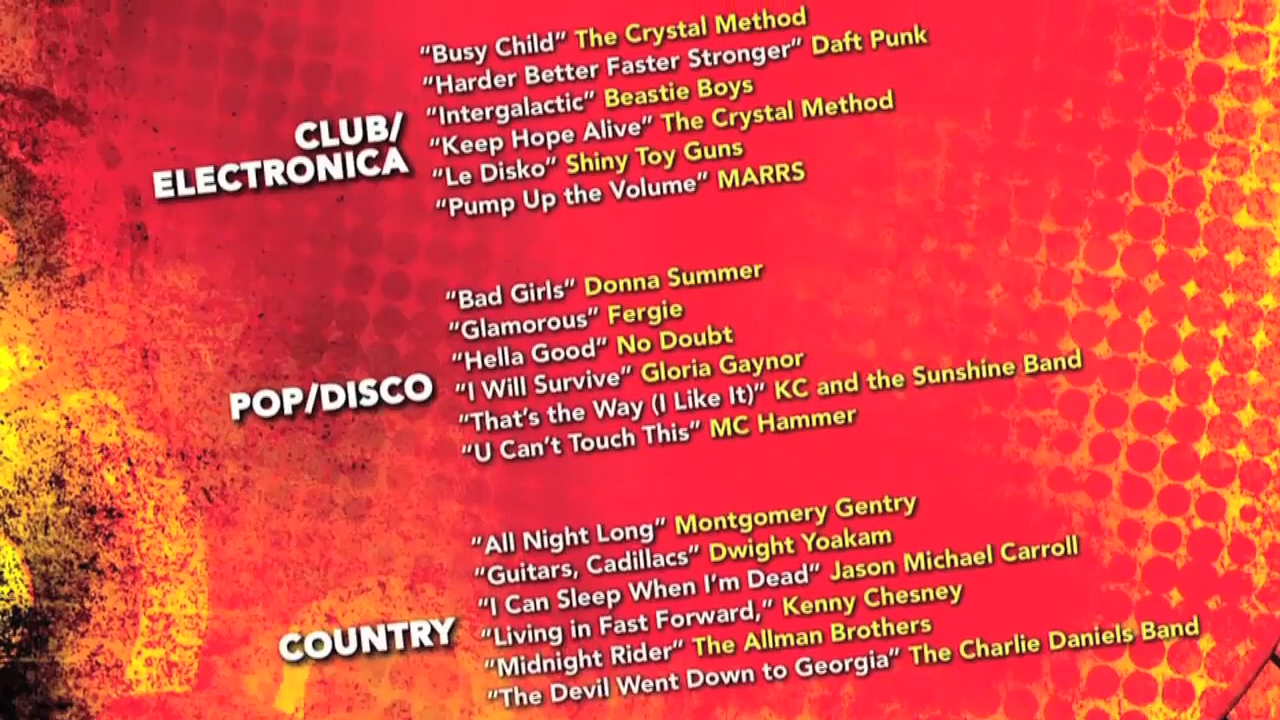 CLUB/
ELECTRONICA
“Busy Child” The Crystal Method
“Harder Better Faster Stronger” Daft Punk
“Intergalactic” Beastie Boys
“Keep Hope Alive” The Crystal Method
“Le Disko” Shiny Toy Guns
“Pump Up the Volume” MARRS
POP/DISCO
“Bad Girls” Donna Summer
“Glamorous” Fergie
“Hella Good” No Doubt
“I Will Survive” Gloria Gaynor
“That’s the Way (I Like It)” KC and the Sunshine Band
“U Can’t Touch This” MC Hammer
COUNTRY
“All Night Long” Montgomery Gentry
“Guitars, Cadillacs” Dwight Yoakam
“I Can Sleep When I’m Dead” Jason Michael Carroll
“Living in Fast Forward,” Kenny Chesney
“Midnight Rider” The Allman Brothers
“The Devil Went Down to Georgia” The Charlie Daniels Band